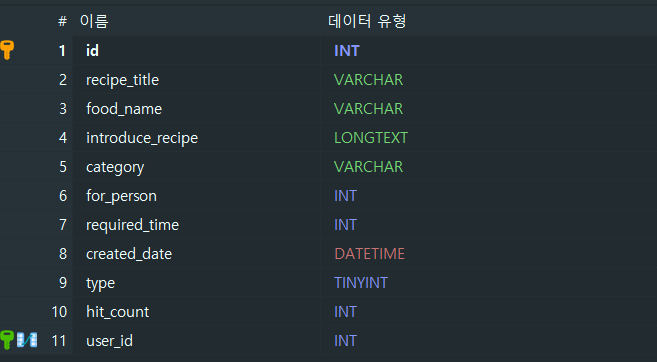 # 이름 데이터 유형
1 id INT
2 recipe_title VARCHAR
3 food_name VARCHAR
4 introduce_recipe LONGTEXT
5 category VARCHAR
6 for_person INT
7 required_time INT
8 created_date DATETIME
9 type TINYINT
10 hit_count INT
11 user_id INT